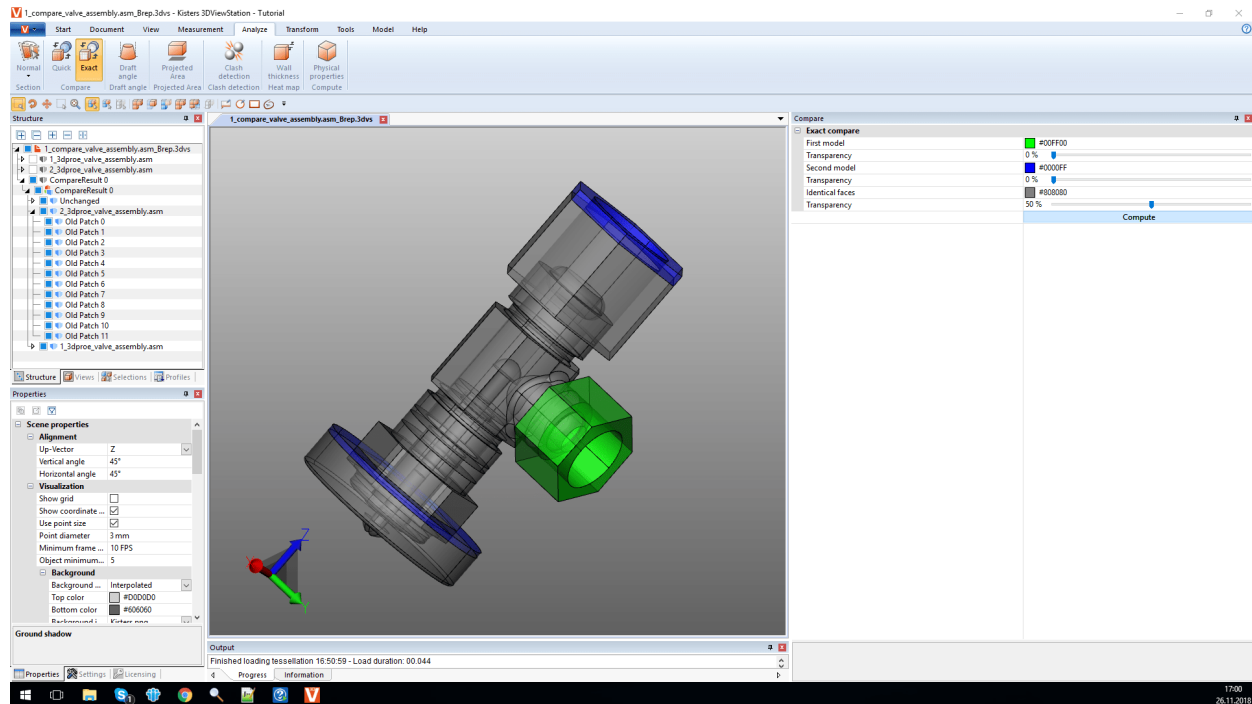 1_compare_valve_assembly.asm_Brep.3dvs - Kisters 3DViewStation - Tutorial
Start Document View Measurement Analyze Transform Tools Model Help
Normal Quick Exact Draft angle Projected Area Clash detection Wall thickness Physical properties
Section Compare Draft angle Projected Area Clash detection Heat map Compute
Structure
1_compare_valve_assembly.asm_Brep.3dvs
1_3dproe_valve_assembly.asm
2_3dproe_valve_assembly.asm
CompareResult 0
CompareResult 0
Unchanged
2_3dproe_valve_assembly.asm
Old Patch 0
Old Patch 1
Old Patch 2
Old Patch 3
Old Patch 4
Old Patch 5
Old Patch 6
Old Patch 7
Old Patch 8
Old Patch 9
Old Patch 10
Old Patch 11
1_3dproe_valve_assembly.asm
Structure Views Selections Profiles
Properties
Scene properties
Alignment
Up-Vector Z
Vertical angle 45°
Horizontal angle 45°
Visualization
Show grid
Show coordinate ...
Use point size
Point diameter 3 mm
Minimum frame ... 10 FPS
Object minimum... 5
Background
Background ... Interpolated
Top color #D0D0D0
Bottom color #606060
Background i... Kisters.png
Ground shadow
Properties Settings Licensing
1_compare_valve_assembly.asm_Brep.3dvs
Z
Y
Output
Finished loading tessellation 16:50:59 - Load duration: 00.044
Progress Information
Compare
Exact compare
First model #00FF00
Transparency 0 %
Second model #0000FF
Transparency 0 %
Identical faces #808080
Transparency 50 %
Compute
17:00
26.11.2018